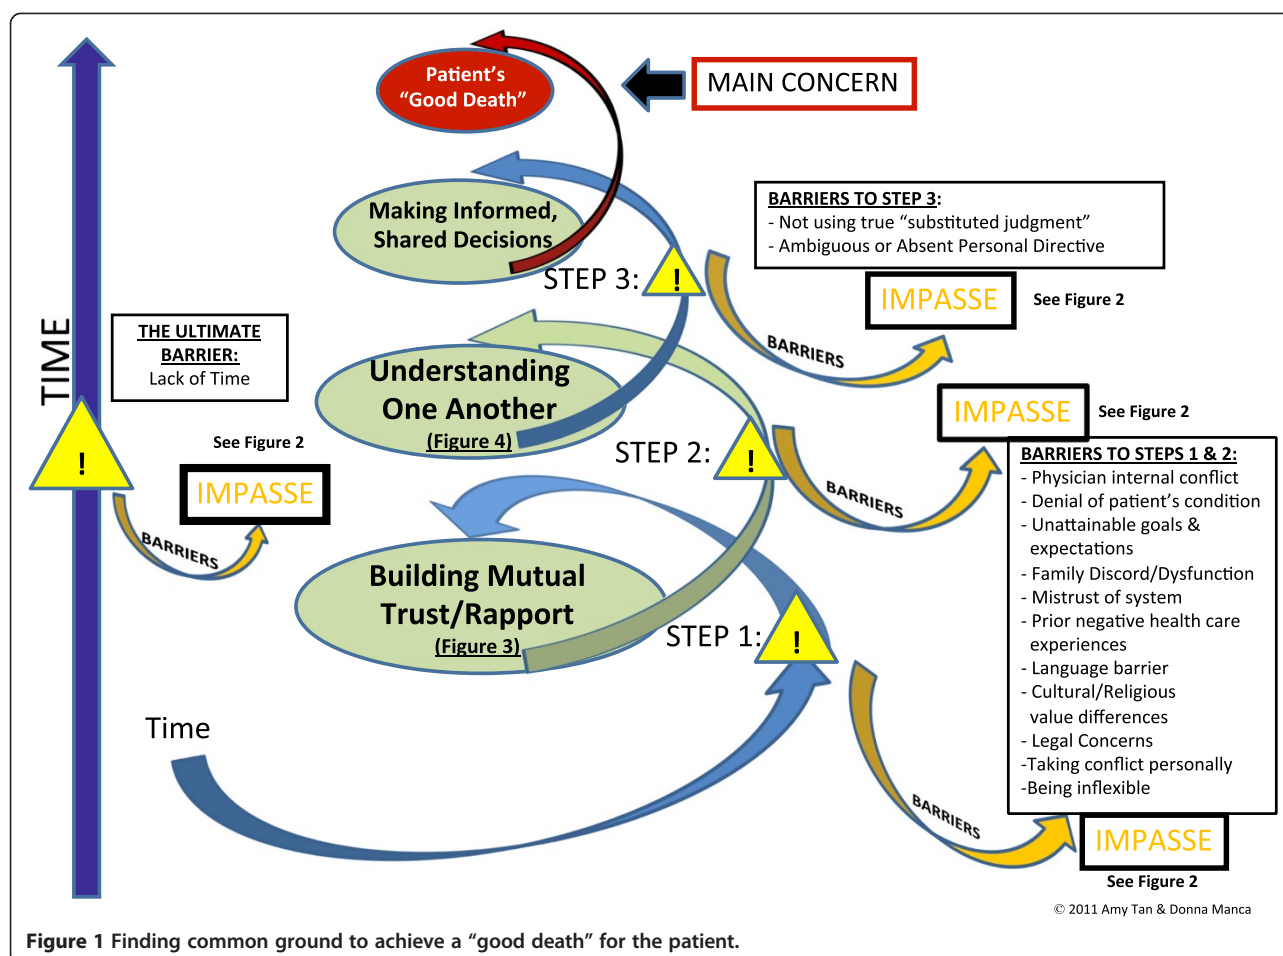 Patient's
"Good Death"
MAIN CONCERN
Making Informed,
Shared Decisions
BARRIERS TO STEP 3:
- Not using true "substituted judgment"
- Ambiguous or Absent Personal Directive
STEP 3:
!
IMPASSE
See Figure 2
BARRIERS
TIME
THE ULTIMATE
BARRIER:
Lack of Time
!
See Figure 2
IMPASSE
BARRIERS
Understanding
One Another
(Figure 4)
STEP 2:
!
BARRIERS
IMPASSE
See Figure 2
BARRIERS TO STEPS 1 & 2:
- Physician internal conflict
- Denial of patient's condition
- Unattainable goals &
expectations
- Family Discord/Dysfunction
- Mistrust of system
- Prior negative health care
experiences
- Language barrier
- Cultural/Religious
value differences
- Legal Concerns
-Taking conflict personally
-Being inflexible
Building Mutual
Trust/Rapport
(Figure 3)
STEP 1:
!
Time
BARRIERS
IMPASSE
See Figure 2
© 2011 Amy Tan & Donna Manca
Figure 1 Finding common ground to achieve a "good death" for the patient.